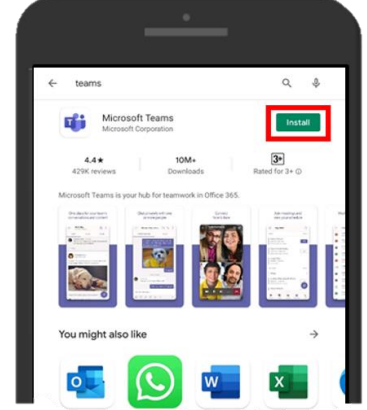 teams
Microsoft Teams
Microsoft Corporation
Install
4.4★
429K reviews
10M+
Downloads
3+
Rated for 3+
Microsoft Teams is your hub for teamwork in Office 365.
You might also like
W
X